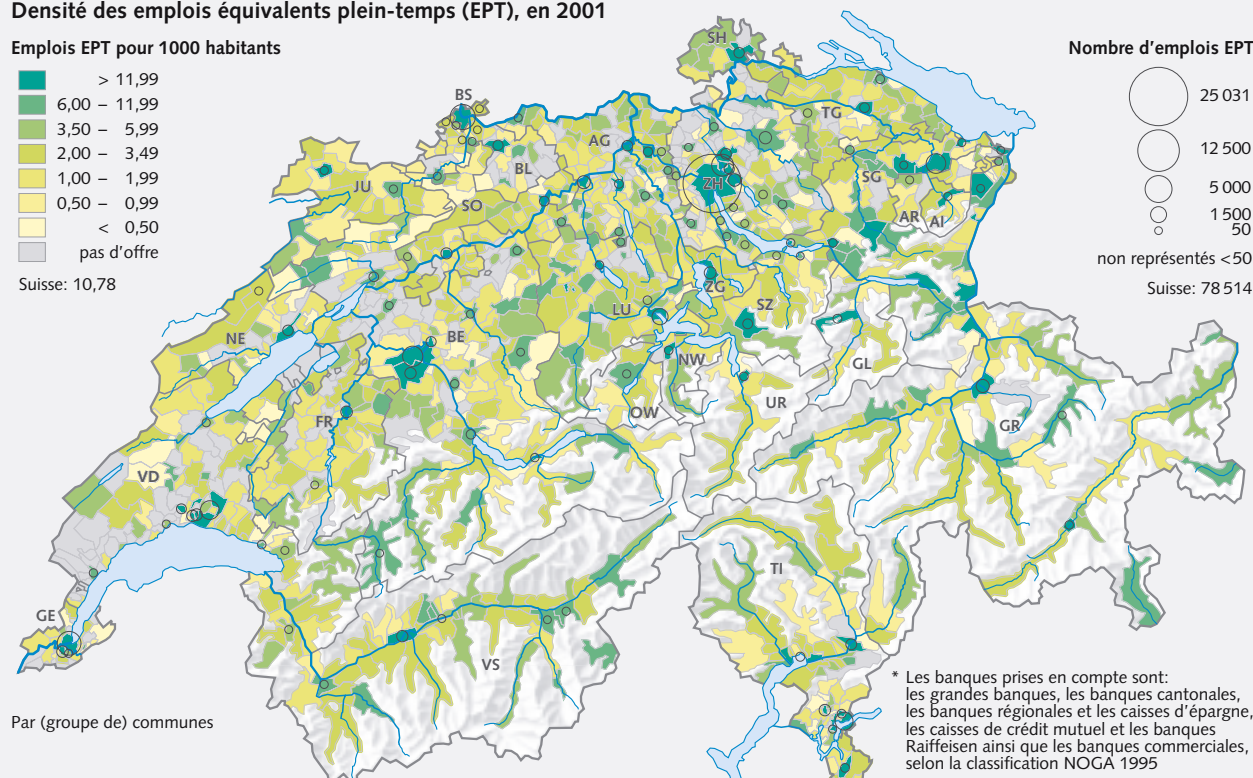 Densité des emplois équivalents plein-temps (EPT), en 2001
Emplois EPT pour 1000 habitants
> 11,99
6,00 – 11,99
3,50 – 5,99
2,00 – 3,49
1,00 – 1,99
0,50 – 0,99
< 0,50
pas d'offre
Suisse: 10,78
Nombre d'emplois EPT
25 031
12 500
5 000
1 500
50
non représentés <50
Suisse: 78 514
SH
BS
TG
AG
BL
ZH
JU
SG
SO
AR
AI
ZG
LU
SZ
NE
BE
NW
GL
OW
UR
FR
GR
VD
TI
GE
VS
Par (groupe de) communes
* Les banques prises en compte sont:
les grandes banques, les banques cantonales,
les banques régionales et les caisses d'épargne,
les caisses de crédit mutuel et les banques
Raiffeisen ainsi que les banques commerciales,
selon la classification NOGA 1995